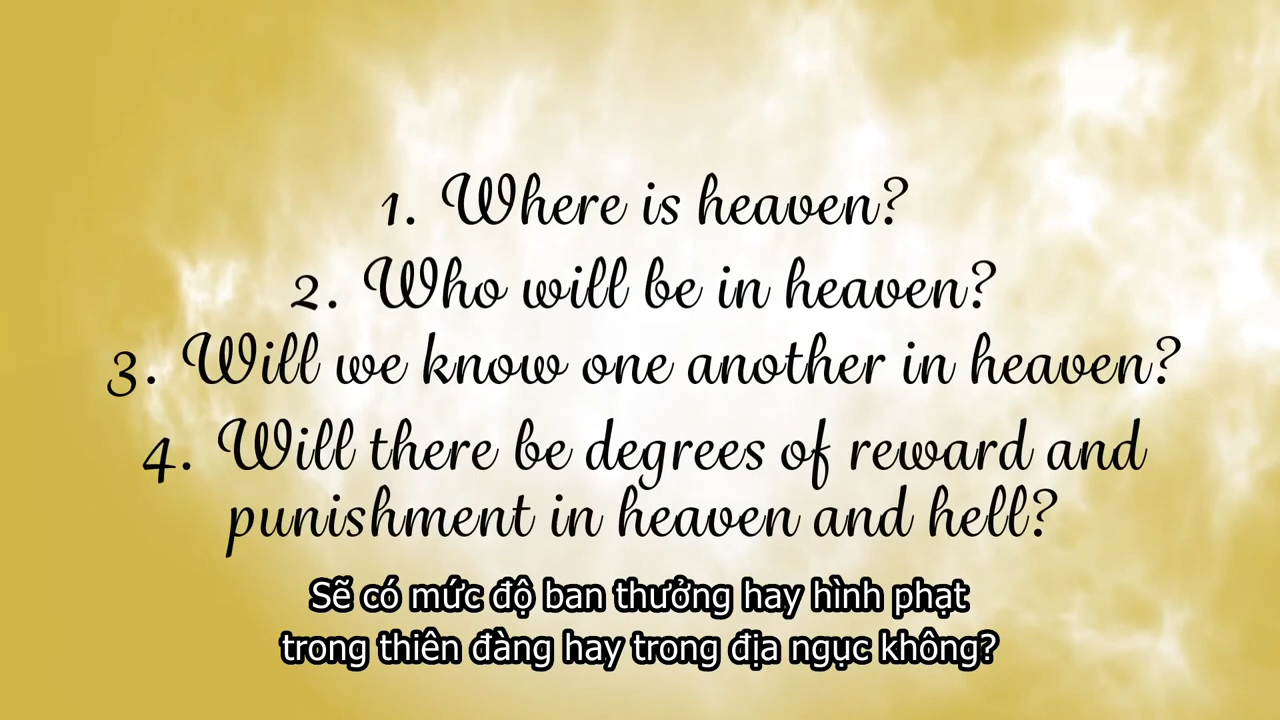 1. Where is heaven?
2. Who will be in heaven?
3. Will we know one another in heaven?
4. Will there be degrees of reward and
punishment in heaven and hell?
Sẽ có mức độ ban thưởng hay hình phạt
trong thiên đàng hay trong địa ngục không?